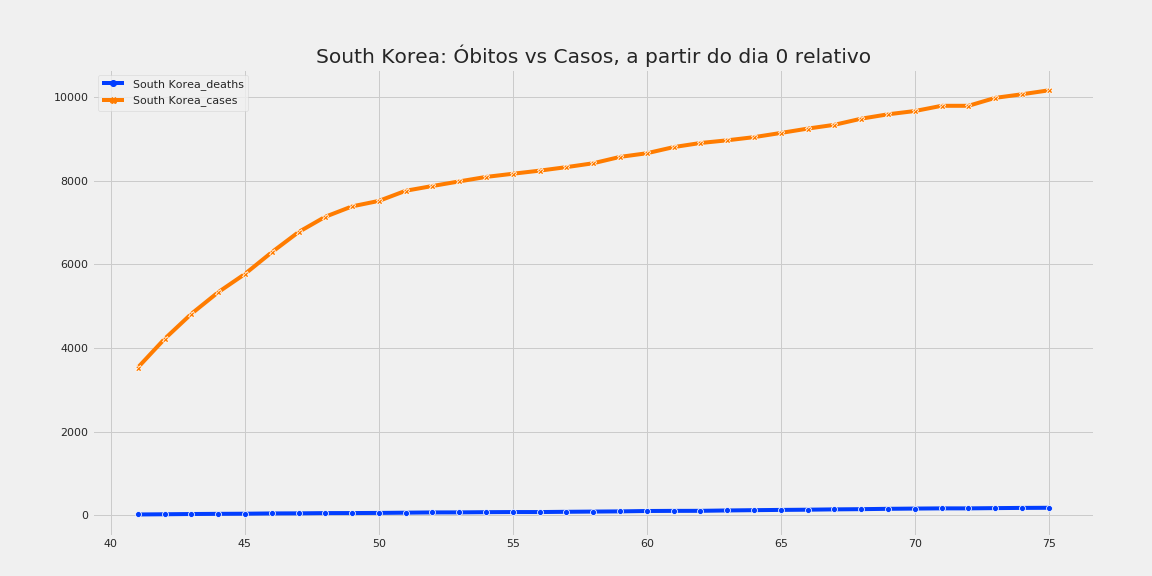 South Korea: Óbitos vs Casos, a partir do dia 0 relativo
South Korea_deaths
South Korea_cases
10000
8000
6000
4000
2000
0
40 45 50 55 60 65 70 75